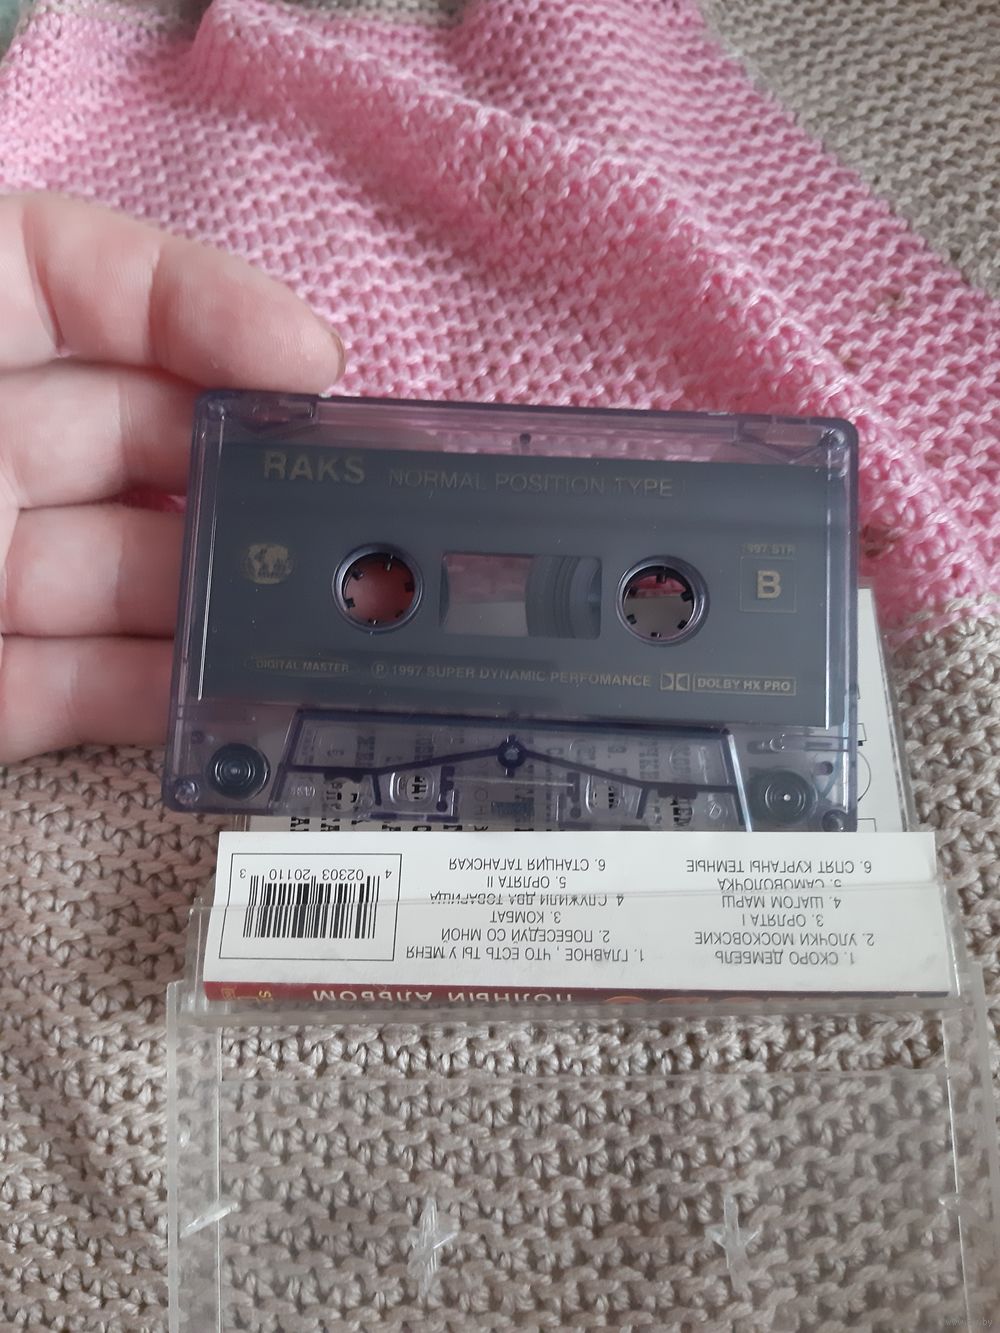 RAKS NORMAL POSITION TYPE I
1997 STR
B
DIGITAL MASTER Ⓟ 1997 SUPER DYNAMIC PERFOMANCE DOLBY HX PRO
ПОЛНЫЙ АЛЬБОМ
1. СКОРО ДЕМБЕЛЬ
2. УЛОЧКИ МОСКОВСКИЕ
3. ОРЛЯТА I
4. ШАГОМ МАРШ
5. САМОВОЛОЧКА
6. СПЯТ КУРГАНЫ ТЕМНЫЕ
1. ГЛАВНОЕ, ЧТО ЕСТЬ ТЫ У МЕНЯ
2. ПОБЕСЕДУЙ СО МНОЙ
3. КОМБАТ
4. СЛУЖИЛИ ДВА ТОВАРИЩА
5. ОРЛЯТА II
6. СТАНЦИЯ ТАГАНСКАЯ
4 02303 20110 3